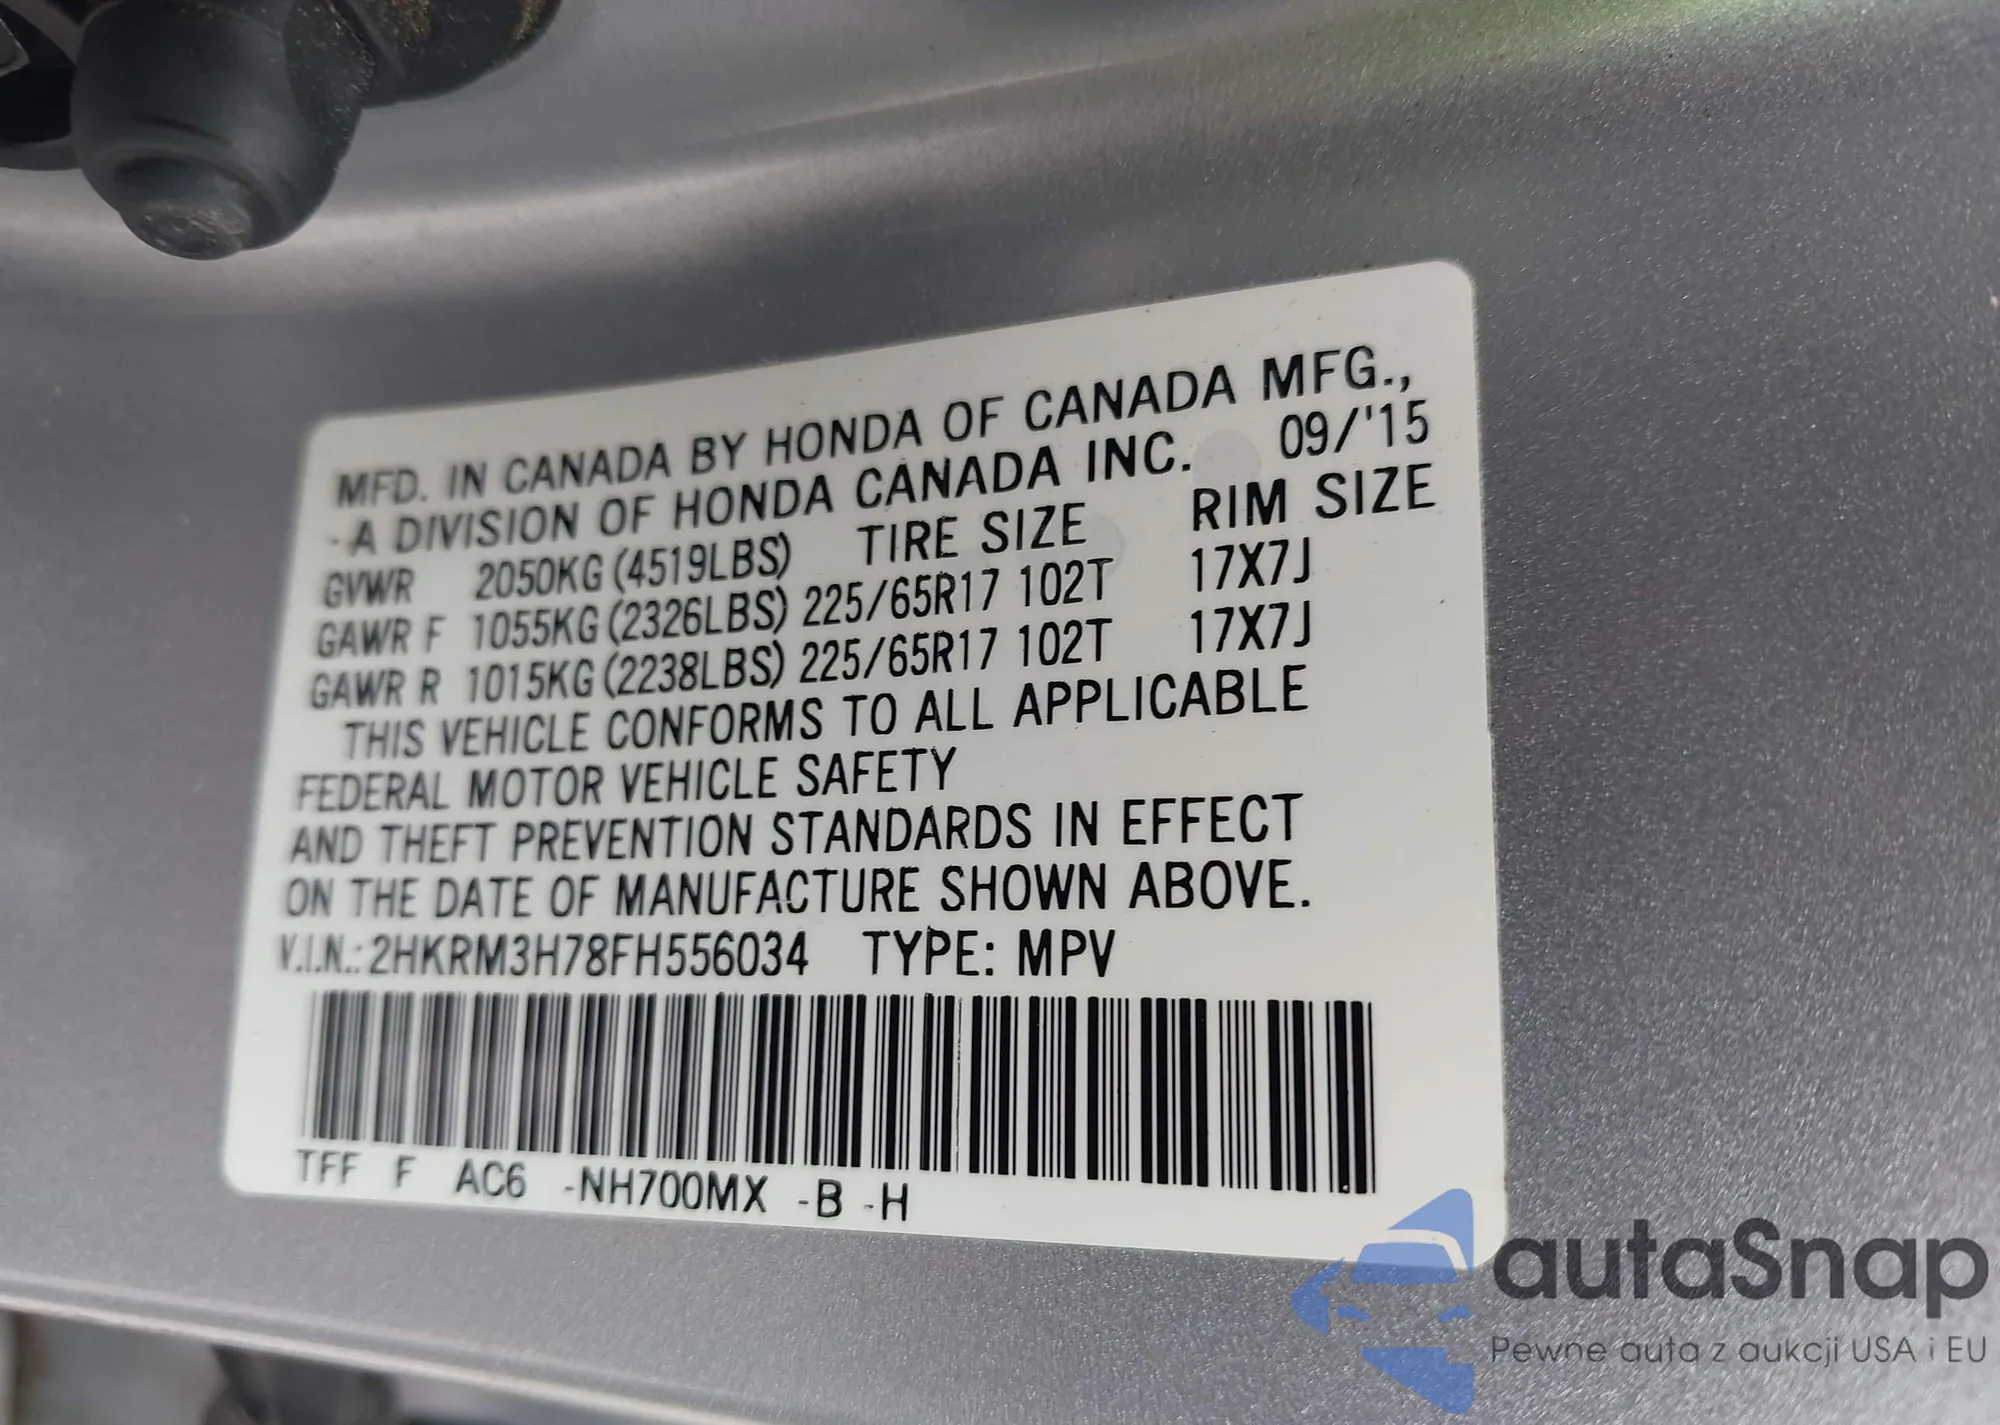 MFD. IN CANADA BY HONDA OF CANADA MFG.,
-A DIVISION OF HONDA CANADA INC. 09/'15
GVWR 2050KG (4519LBS) TIRE SIZE RIM SIZE
GAWR F 1055KG (2326LBS) 225/65R17 102T 17X7J
GAWR R 1015KG (2238LBS) 225/65R17 102T 17X7J
THIS VEHICLE CONFORMS TO ALL APPLICABLE
FEDERAL MOTOR VEHICLE SAFETY
AND THEFT PREVENTION STANDARDS IN EFFECT
ON THE DATE OF MANUFACTURE SHOWN ABOVE.
V.I.N.: 2HKRM3H78FH556034 TYPE: MPV
TFF F AC6 -NH700MX -B -H
autaSnap
Pewne auta z aukcji USA i EU